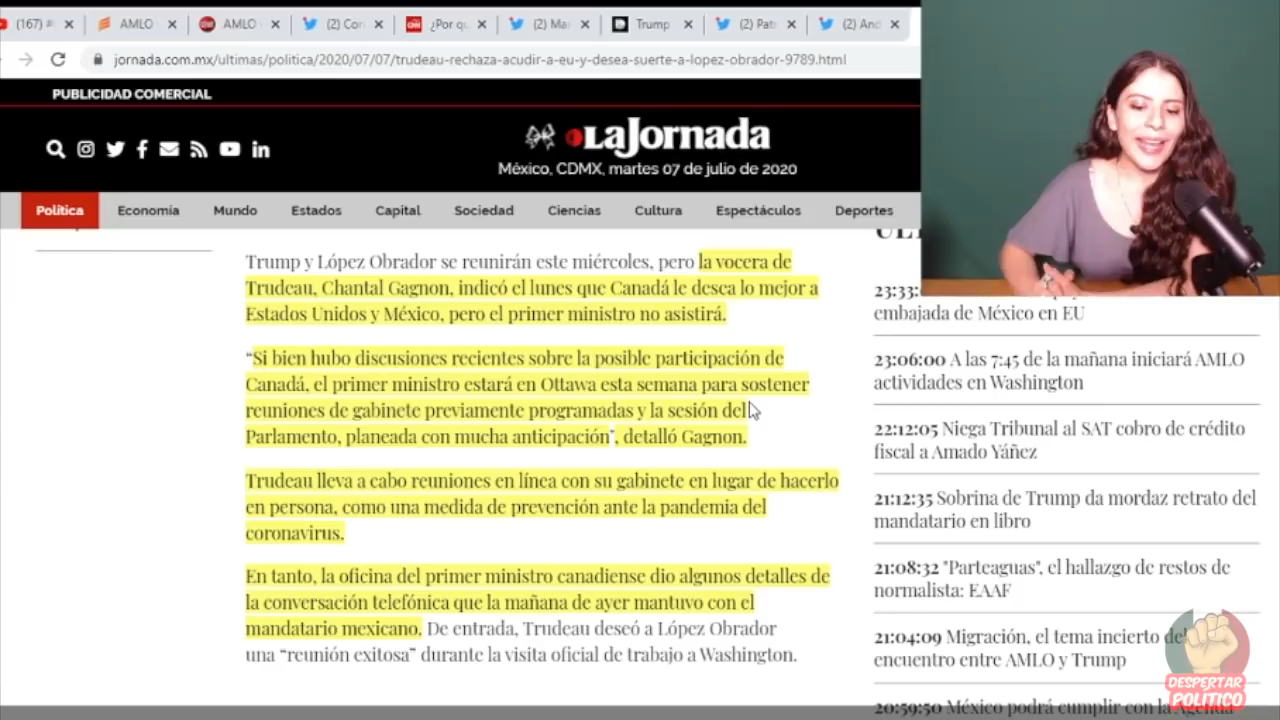 (167)
AMLO
AMLO
(2) Cor
¿Por qu
(2) Ma
Trump
(2) Pat
(2) And
jornada.com.mx/ultimas/politica/2020/07/07/trudeau-rechaza-acudir-a-eu-y-desea-suerte-a-lopez-obrador-9789.html
PUBLICIDAD COMERCIAL
LaJornada
México, CDMX, martes 07 de julio de 2020
Política Economía Mundo Estados Capital Sociedad Ciencias Cultura Espectáculos Deportes
Trump y López Obrador se reunirán este miércoles, pero la vocera de
Trudeau, Chantal Gagnon, indicó el lunes que Canadá le desea lo mejor a
Estados Unidos y México, pero el primer ministro no asistirá.
“Si bien hubo discusiones recientes sobre la posible participación de
Canadá, el primer ministro estará en Ottawa esta semana para sostener
reuniones de gabinete previamente programadas y la sesión del
Parlamento, planeada con mucha anticipación”, detalló Gagnon.
Trudeau lleva a cabo reuniones en línea con su gabinete en lugar de hacerlo
en persona, como una medida de prevención ante la pandemia del
coronavirus.
En tanto, la oficina del primer ministro canadiense dio algunos detalles de
la conversación telefónica que la mañana de ayer mantuvo con el
mandatario mexicano. De entrada, Trudeau deseó a López Obrador
una “reunión exitosa” durante la visita oficial de trabajo a Washington.
23:33:
embajada de México en EU
23:06:00 A las 7:45 de la mañana iniciará AMLO
actividades en Washington
22:12:05 Niega Tribunal al SAT cobro de crédito
fiscal a Amado Yáñez
21:12:35 Sobrina de Trump da mordaz retrato del
mandatario en libro
21:08:32 "Parteaguas", el hallazgo de restos de
normalista: EAAF
21:04:09 Migración, el tema incierto del
encuentro entre AMLO y Trump
20:59:50 México podrá cumplir con la Agenda
DESPERTAR
POLÍTICO